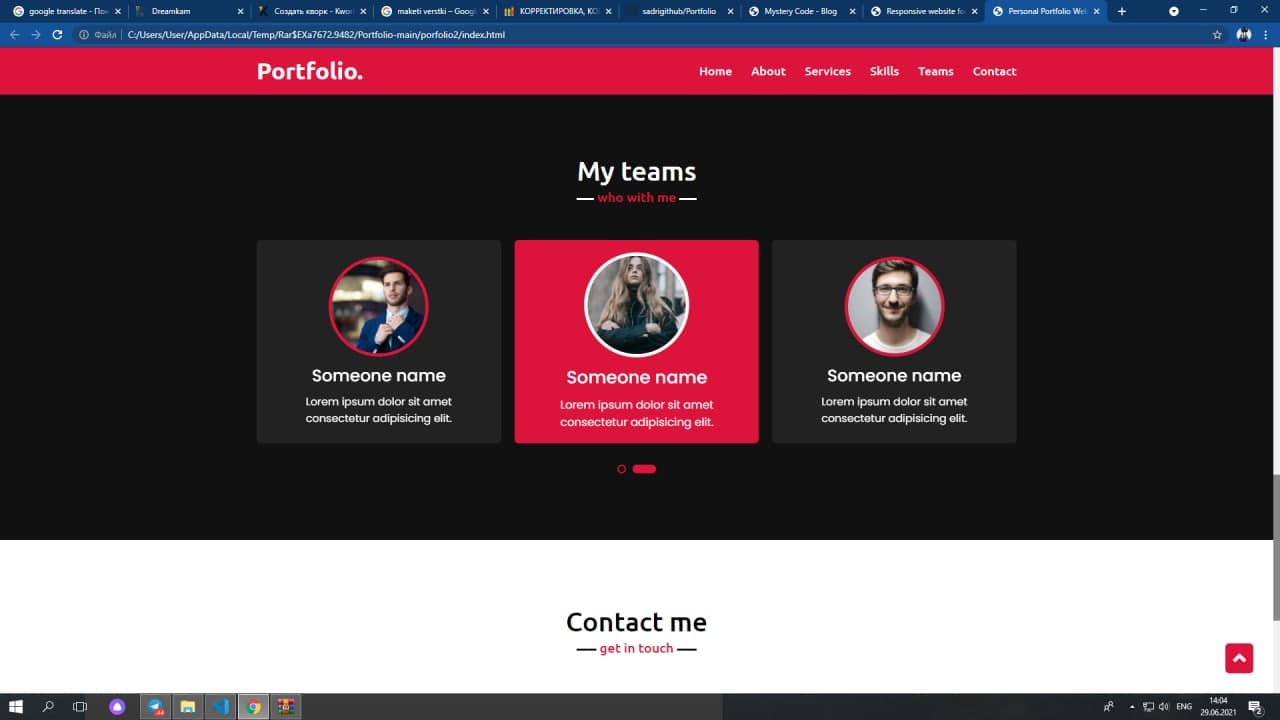 google translate - По
Dreamkam
Создать кворк - Kwor
maketi verstki – Googl
КОРРЕКТИРОВКА, КО
sadrigithub/Portfolio
Mystery Code - Blog
Responsive website fo
Personal Portfolio Web
Файл
C:/Users/User/AppData/Local/Temp/Rar$EXa7672.9482/Portfolio-main/porfolio2/index.html
Portfolio.
Home About Services Skills Teams Contact
My teams
who with me
Someone name
Lorem ipsum dolor sit amet
consectetur adipisicing elit.
Someone name
Lorem ipsum dolor sit amet
consectetur adipisicing elit.
Someone name
Lorem ipsum dolor sit amet
consectetur adipisicing elit.
Contact me
get in touch
ENG
14:04
29.06.2021
2